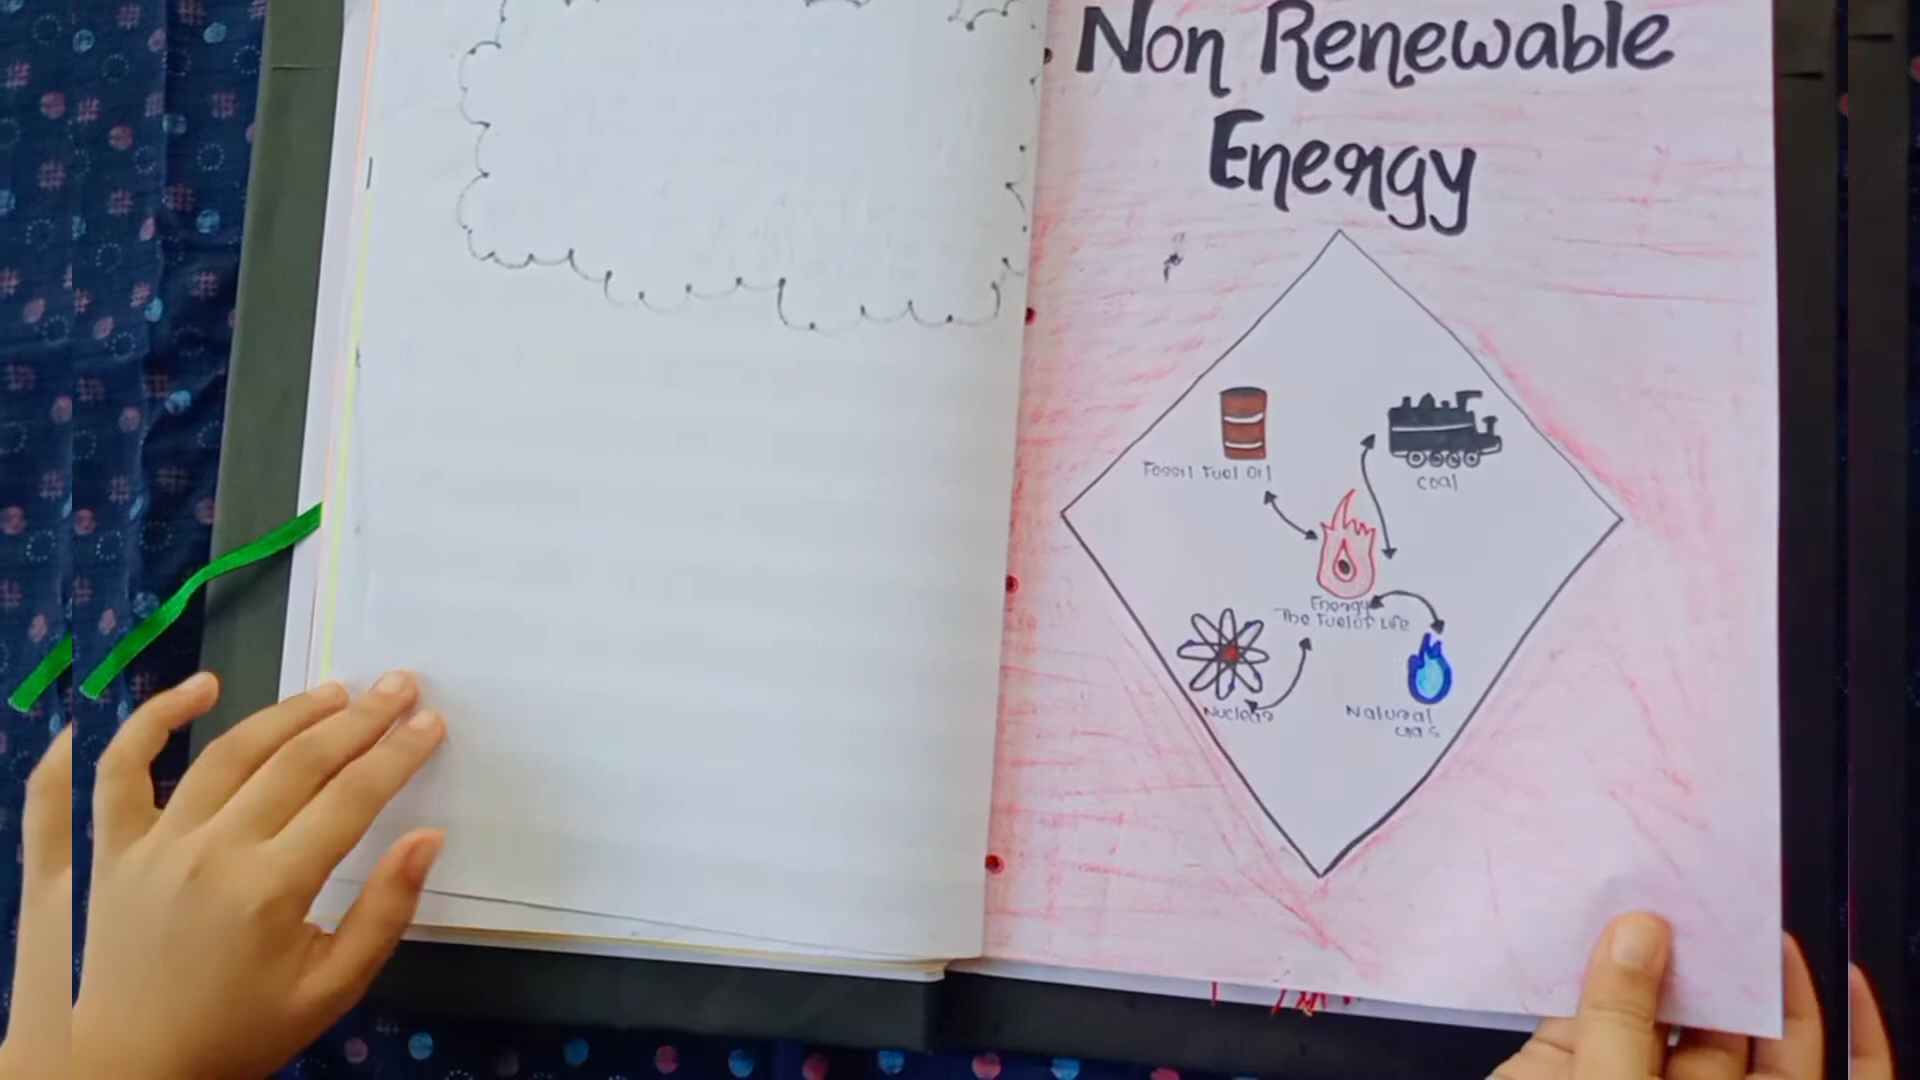 Non Renewable
Energy
Fossil Fuel Oil
Coal
Energy
The Fuel of Life
Nuclear
Natural
Gas